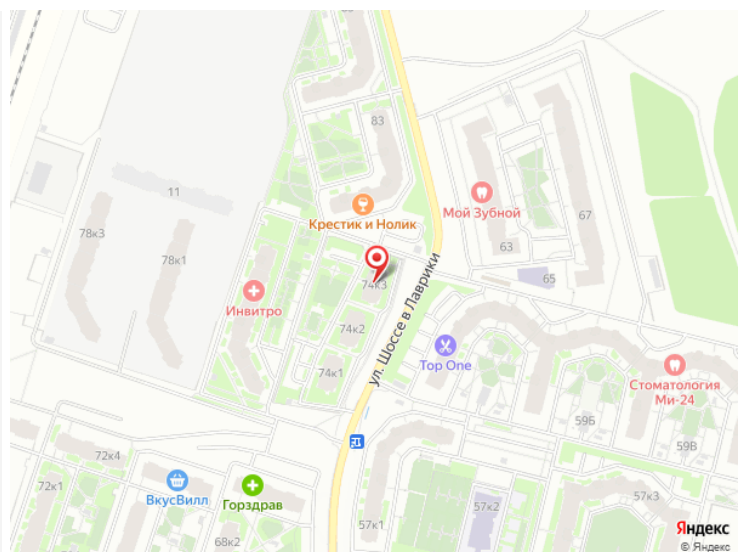 83
11
Крестик и Нолик
Мой Зубной
67
63
78к3
78к1
65
74к3
Инвитро
ул. Шоссе в Лаврики
74к2
Top One
74к1
Стоматология
Ми-24
59Б
59В
72к4
72к1
ВкусВилл
Горздрав
57к3
57к2
57к1
68к2
Яндекс
© Яндекс